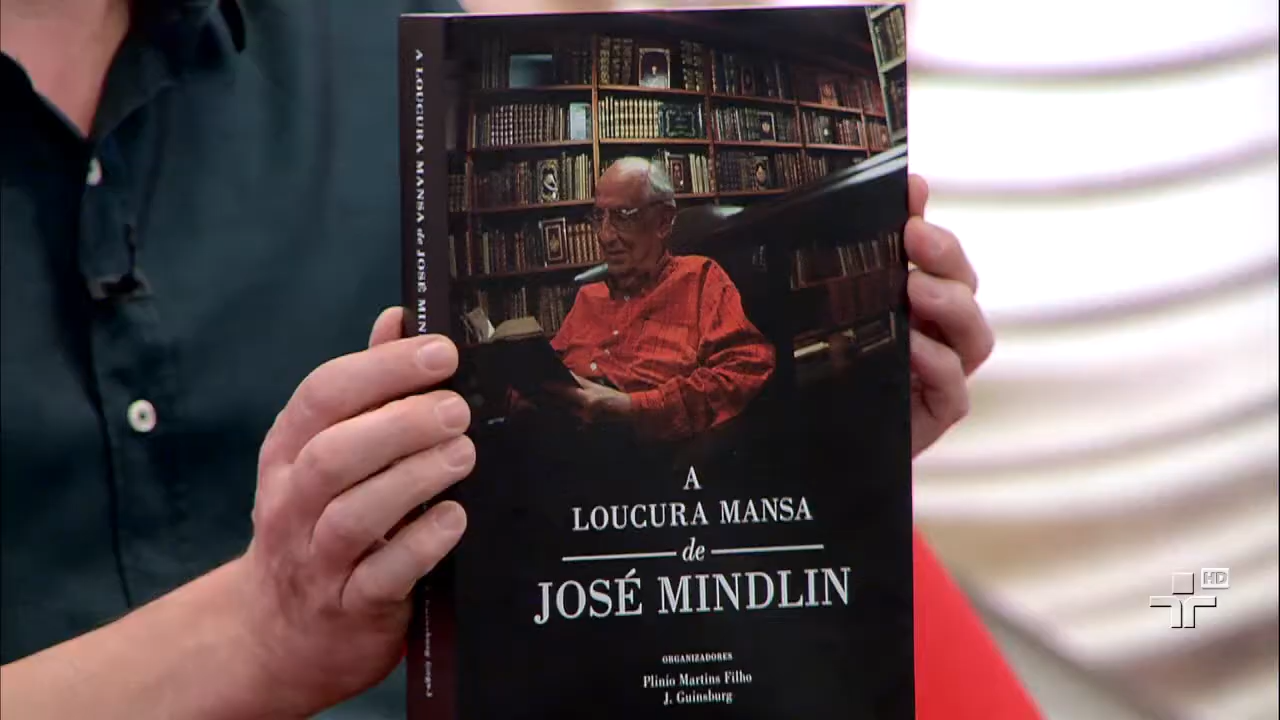 A LOUCURA MANSA de JOSÉ MIN
A
LOUCURA MANSA
de
JOSÉ MINDLIN
ORGANIZADORES
Plinio Martins Filho
J. Guinsburg
HD